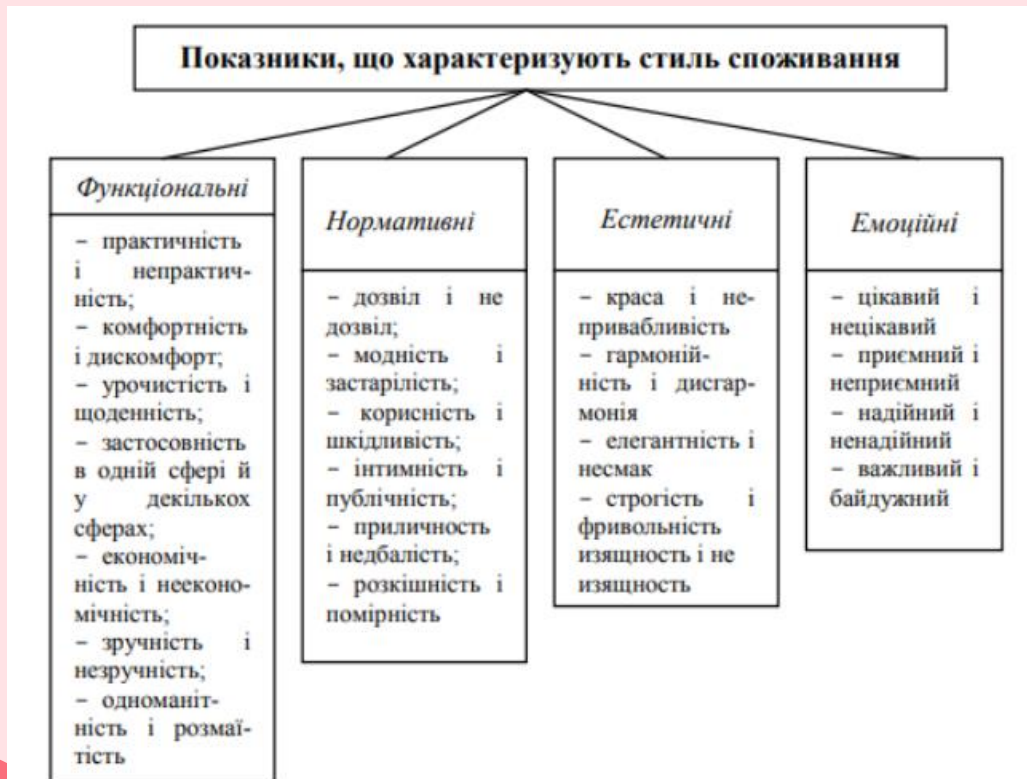 Показники, що характеризують стиль споживання
Функціональні
– практичність
і непрактич-
ність;
– комфортність
і дискомфорт;
– урочистість і
щоденність;
– застосовність
в одній сфері й
у декількох
сферах;
– економіч-
ність і нееконо-
мічність;
– зручність і
незручність;
– одноманіт-
ність і розмаї-
тість
Нормативні
– дозвіл і не
дозвіл;
– модність і
застарілість;
– корисність і
шкідливість;
– інтимність і
публічність;
– приличность
і недбалість;
– розкішність і
помірність
Естетичні
– краса і не-
привабливість
– гармоній-
ність і дисгар-
монія
– елегантність і
несмак
– строгість і
фривольність
изящность і не
изящность
Емоційні
– цікавий і
нецікавий
– приємний і
неприємний
– надійний і
ненадійний
– важливий і
байдужний